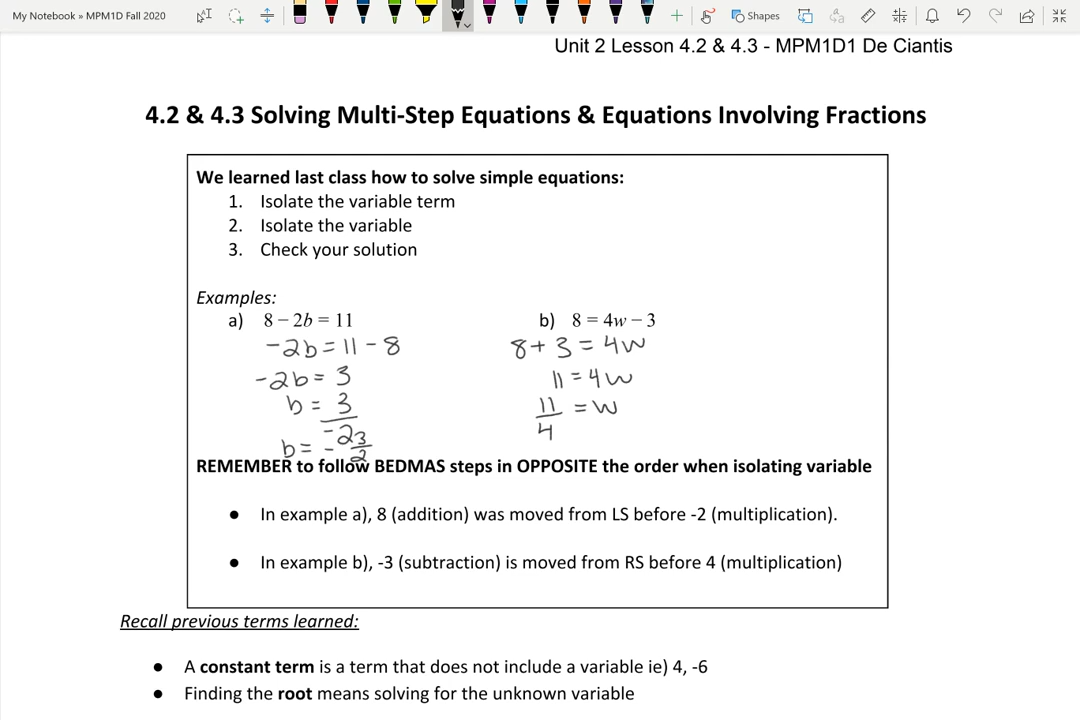 My Notebook » MPM1D Fall 2020
Shapes
Unit 2 Lesson 4.2 & 4.3 - MPM1D1 De Ciantis
4.2 & 4.3 Solving Multi-Step Equations & Equations Involving Fractions
We learned last class how to solve simple equations:
1. Isolate the variable term
2. Isolate the variable
3. Check your solution
Examples:
a) 8 – 2b = 11
-2b = 11 - 8
-2b = 3
b = 3/-2
b = -3/2
b) 8 = 4w – 3
8 + 3 = 4w
11 = 4w
11/4 = w
REMEMBER to follow BEDMAS steps in OPPOSITE the order when isolating variable
● In example a), 8 (addition) was moved from LS before -2 (multiplication).
● In example b), -3 (subtraction) is moved from RS before 4 (multiplication)
Recall previous terms learned:
● A constant term is a term that does not include a variable ie) 4, -6
● Finding the root means solving for the unknown variable